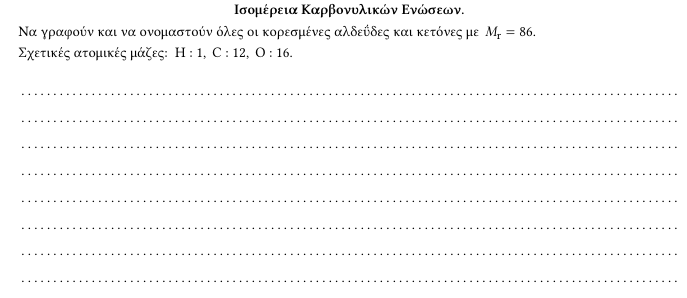 Ισομέρεια Καρβονυλικών Ενώσεων.
Να γραφούν και να ονομαστούν όλες οι κορεσμένες αλδεΰδες και κετόνες με Mr = 86.
Σχετικές ατομικές μάζες: H : 1, C : 12, O : 16.